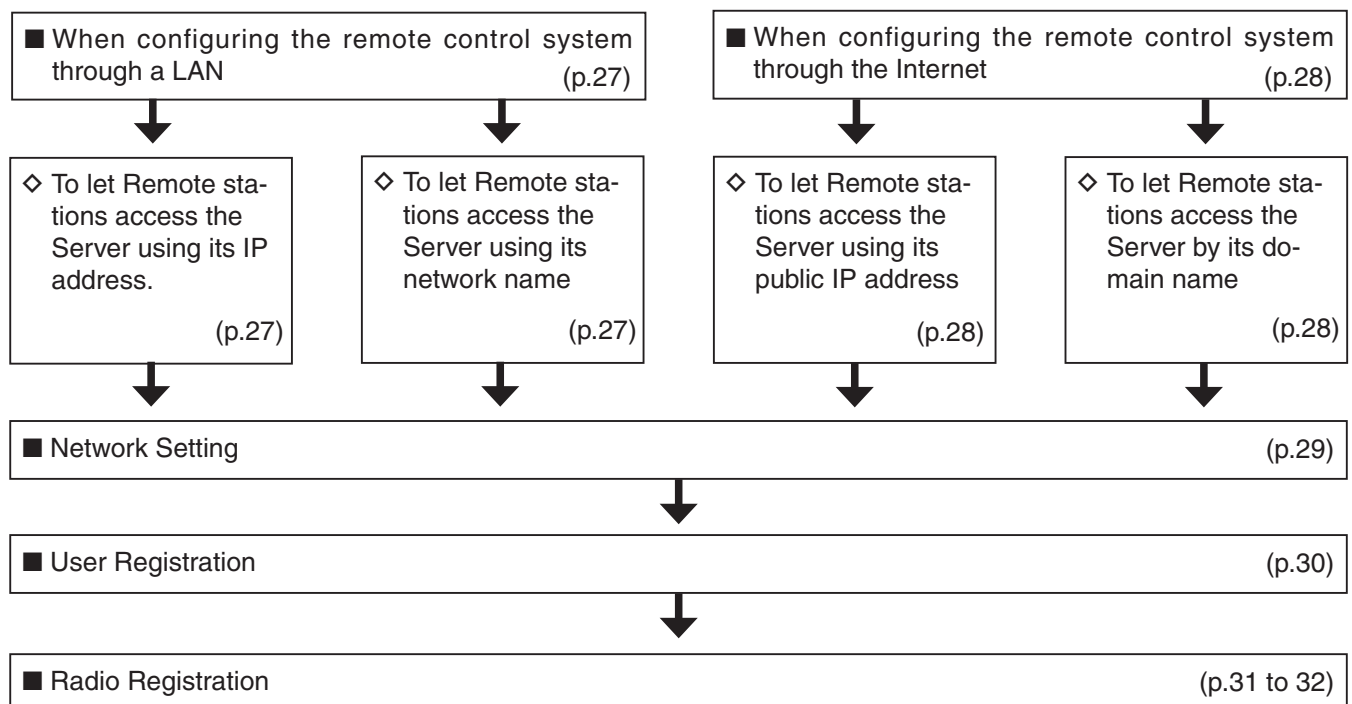 ■ When configuring the remote control system
through a LAN (p.27)
■ When configuring the remote control system
through the Internet (p.28)
◇ To let Remote sta-
tions access the
Server using its IP
address.
(p.27)
◇ To let Remote sta-
tions access the
Server using its
network name
(p.27)
◇ To let Remote sta-
tions access the
Server using its
public IP address
(p.28)
◇ To let Remote sta-
tions access the
Server by its do-
main name
(p.28)
■ Network Setting (p.29)
■ User Registration (p.30)
■ Radio Registration (p.31 to 32)